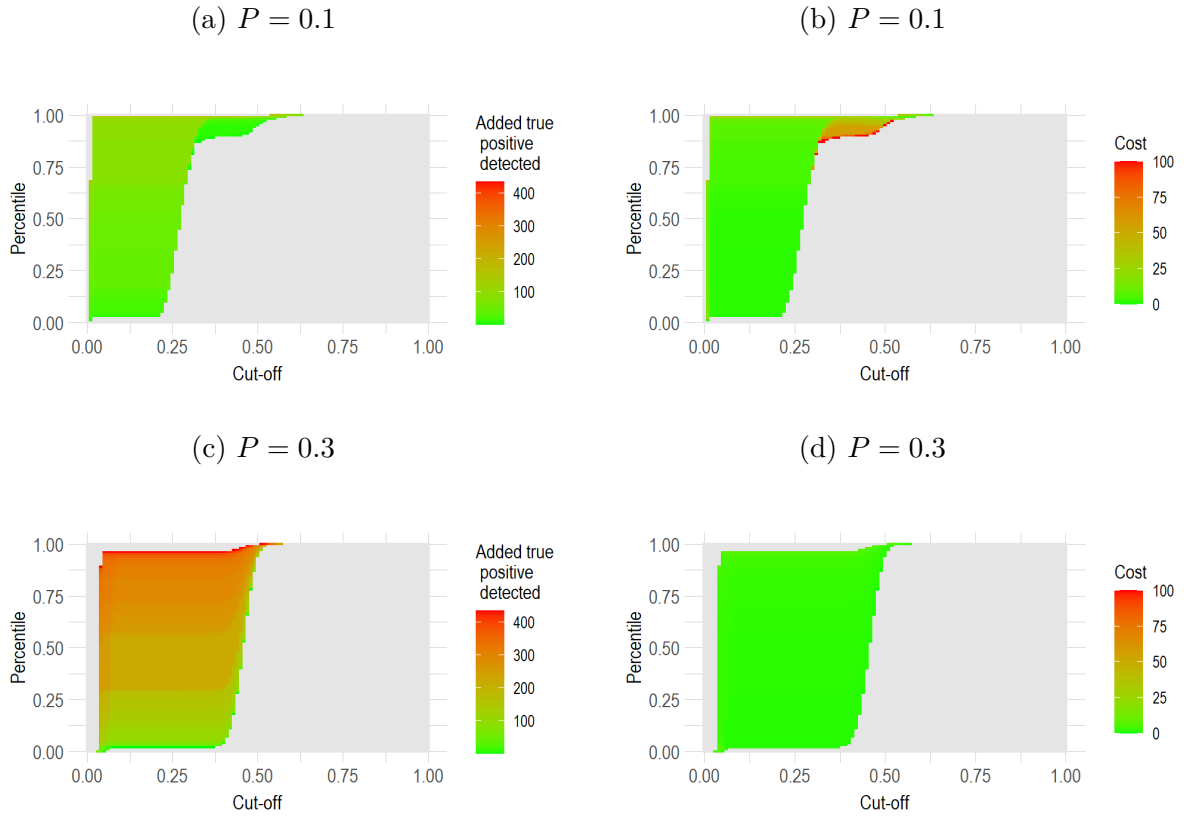 (a) P = 0.1
1.00
0.75
0.50
0.25
0.00
Percentile
0.00 0.25 0.50 0.75 1.00
Cut-off
Added true
positive
detected
400
300
200
100
(b) P = 0.1
1.00
0.75
0.50
0.25
0.00
Percentile
0.00 0.25 0.50 0.75 1.00
Cut-off
Cost
100
75
50
25
0
(c) P = 0.3
1.00
0.75
0.50
0.25
0.00
Percentile
0.00 0.25 0.50 0.75 1.00
Cut-off
Added true
positive
detected
400
300
200
100
(d) P = 0.3
1.00
0.75
0.50
0.25
0.00
Percentile
0.00 0.25 0.50 0.75 1.00
Cut-off
Cost
100
75
50
25
0